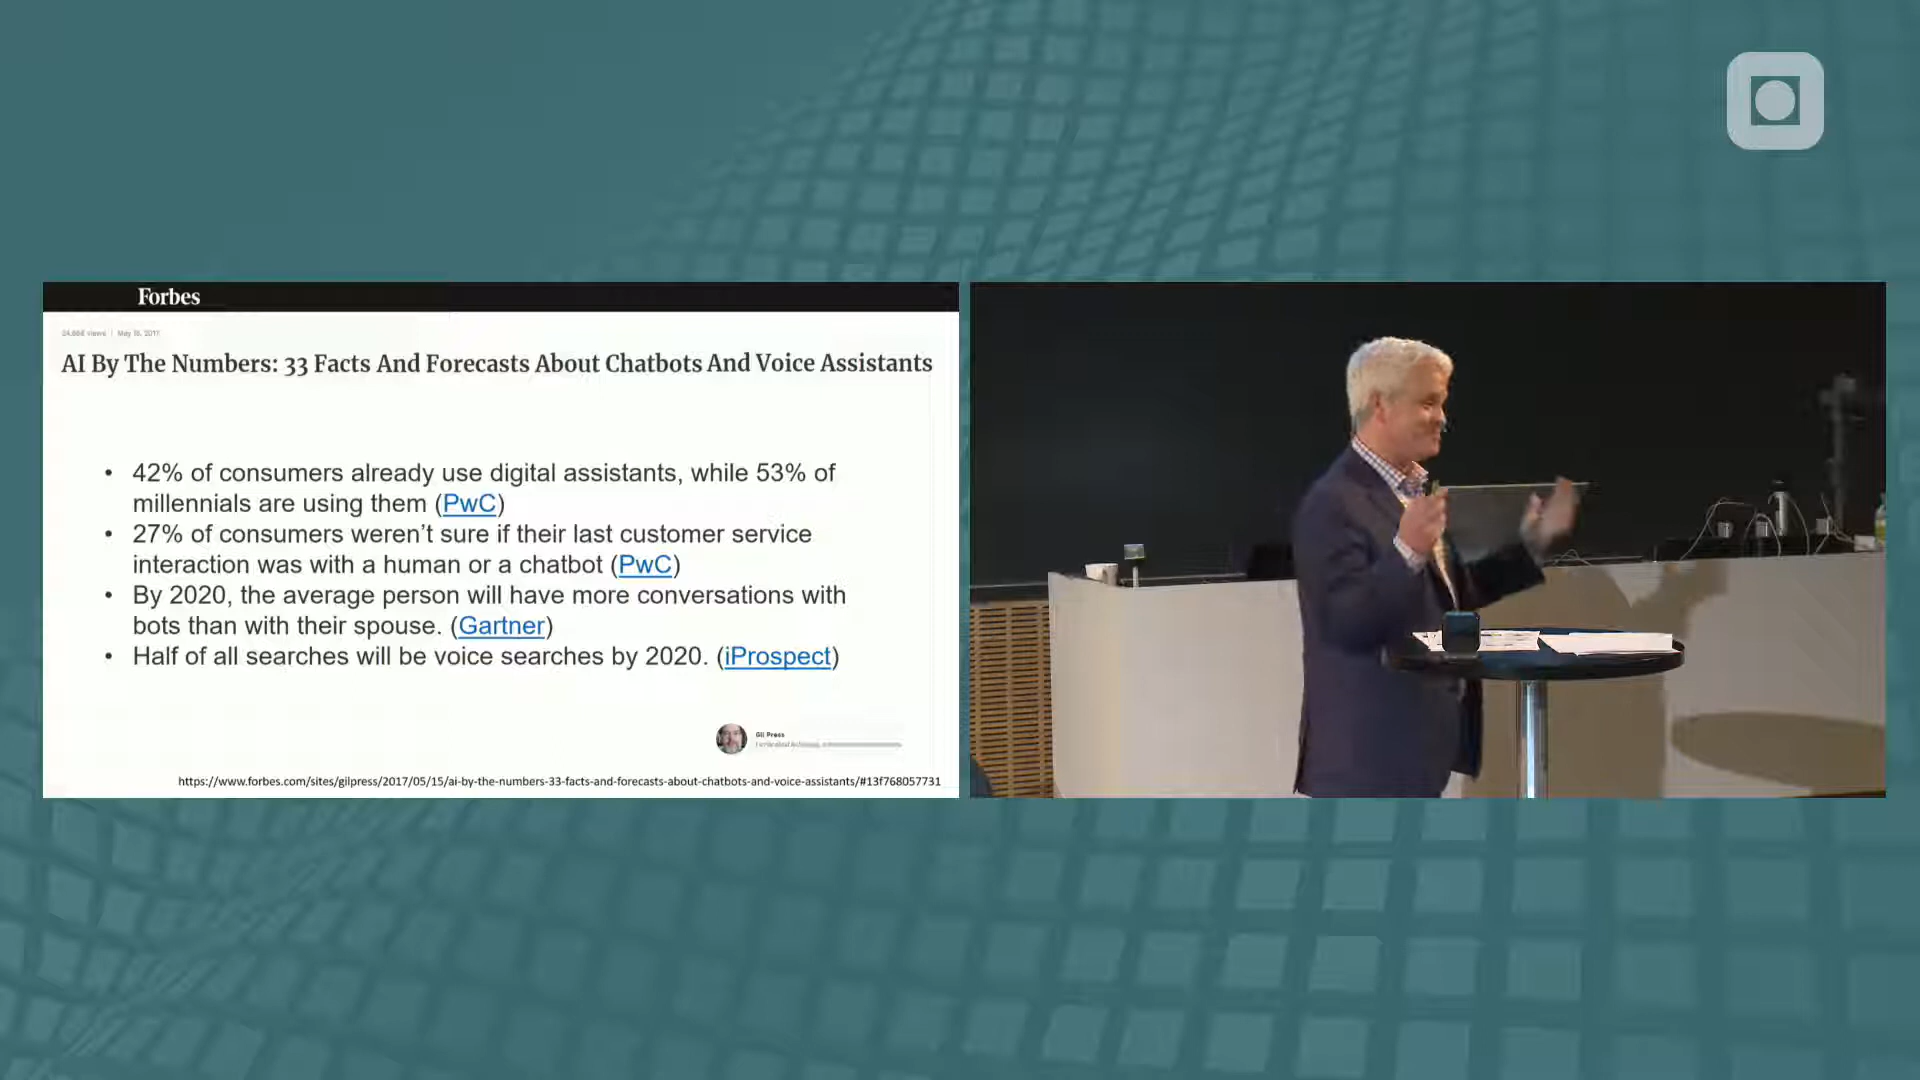 Forbes
May 15, 2017
AI By The Numbers: 33 Facts And Forecasts About Chatbots And Voice Assistants
• 42% of consumers already use digital assistants, while 53% of
millennials are using them (PwC)
• 27% of consumers weren’t sure if their last customer service
interaction was with a human or a chatbot (PwC)
• By 2020, the average person will have more conversations with
bots than with their spouse. (Gartner)
• Half of all searches will be voice searches by 2020. (iProspect)
Gil Press
https://www.forbes.com/sites/gilpress/2017/05/15/ai-by-the-numbers-33-facts-and-forecasts-about-chatbots-and-voice-assistants/#13f768057731